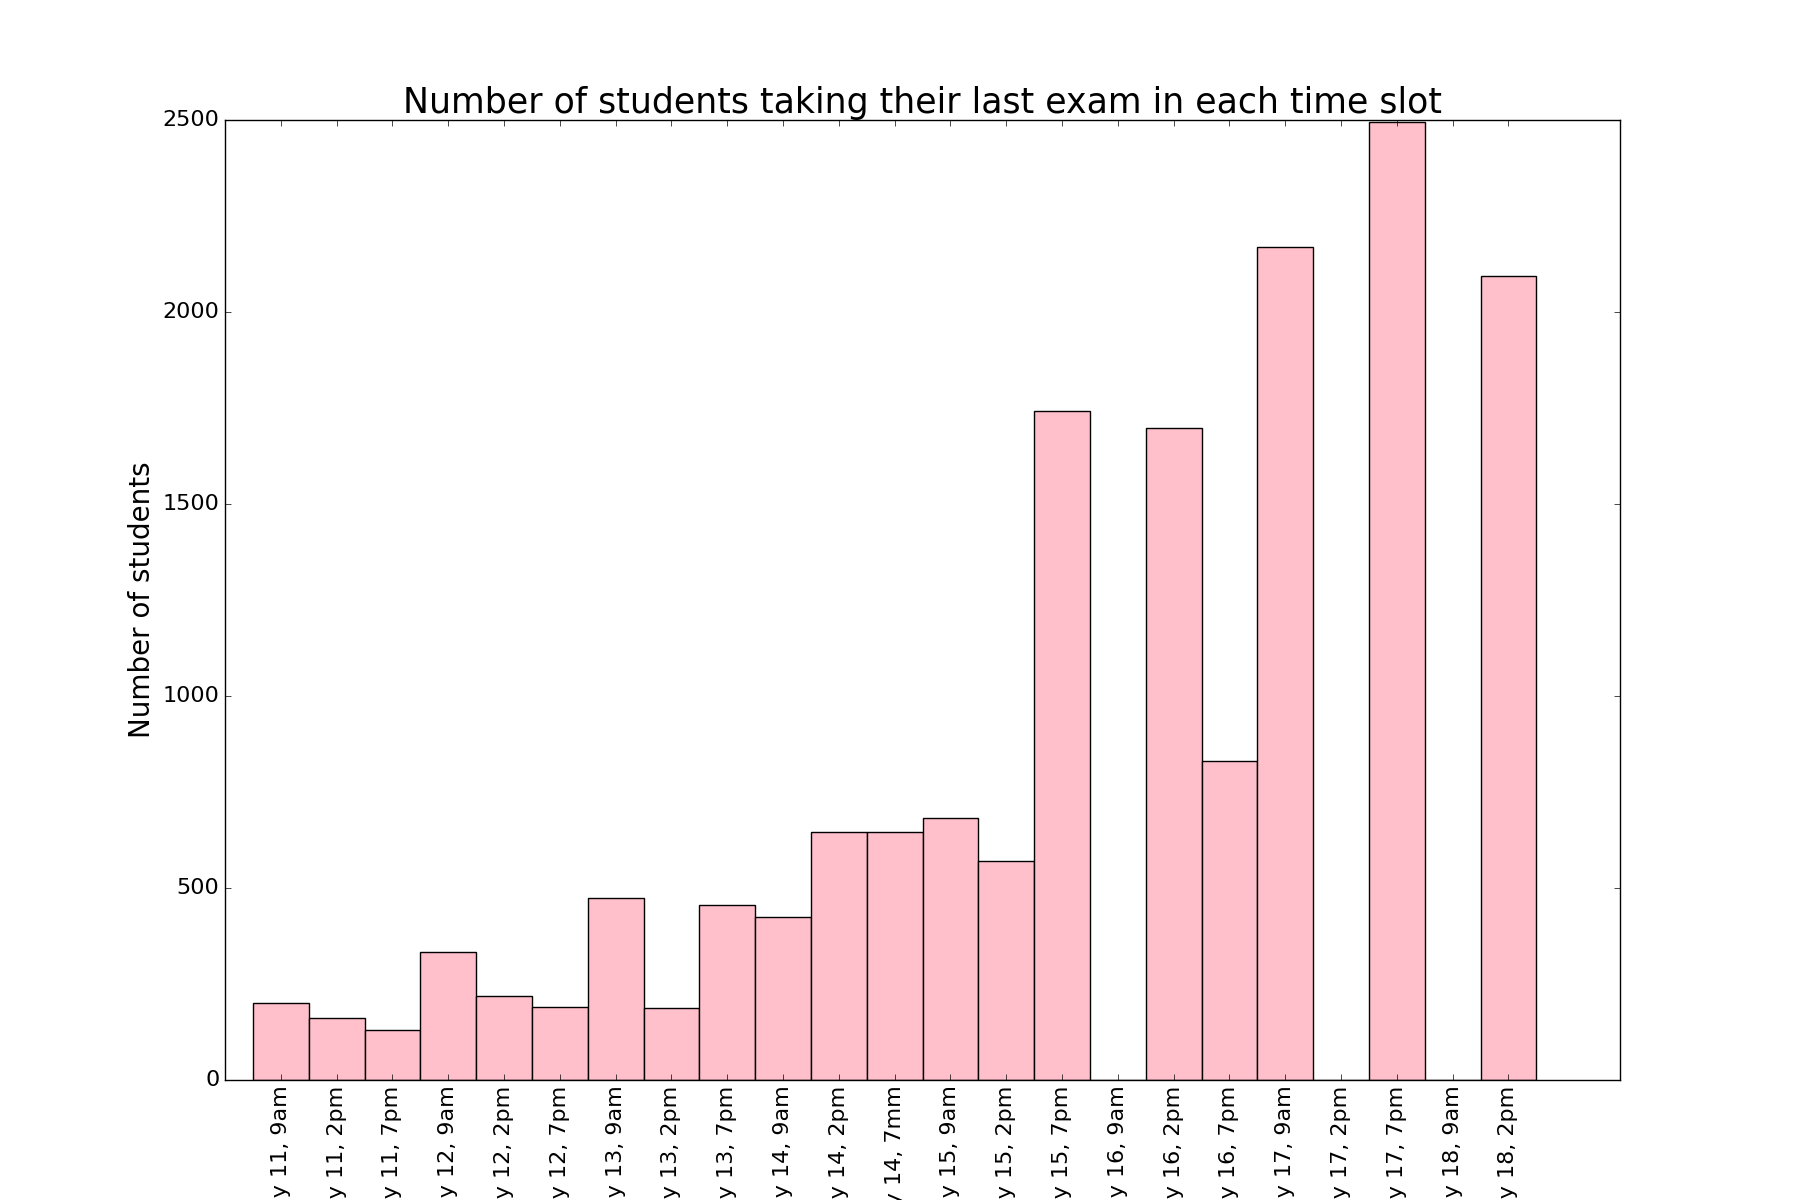 Number of students taking their last exam in each time slot
Number of students
2500
2000
1500
1000
500
0
y 11, 9am
y 11, 2pm
y 11, 7pm
y 12, 9am
y 12, 2pm
y 12, 7pm
y 13, 9am
y 13, 2pm
y 13, 7pm
y 14, 9am
y 14, 2pm
y 14, 7mm
y 15, 9am
y 15, 2pm
y 15, 7pm
y 16, 9am
y 16, 2pm
y 16, 7pm
y 17, 9am
y 17, 2pm
y 17, 7pm
y 18, 9am
y 18, 2pm